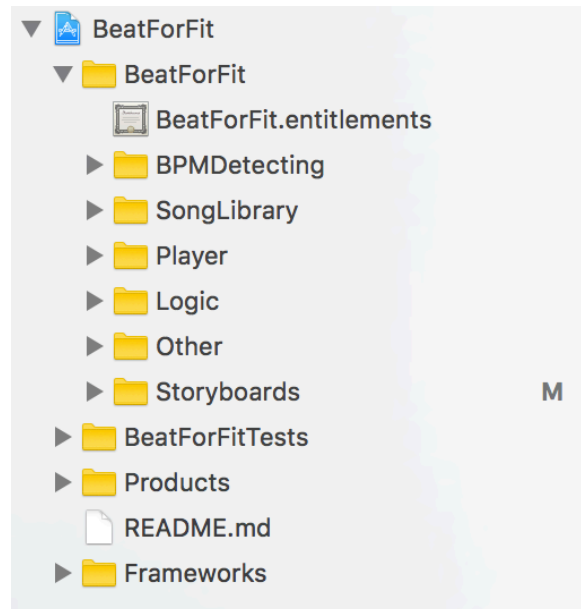 BeatForFit
BeatForFit
BeatForFit.entitlements
BPMDetecting
SongLibrary
Player
Logic
Other
Storyboards M
BeatForFitTests
Products
README.md
Frameworks